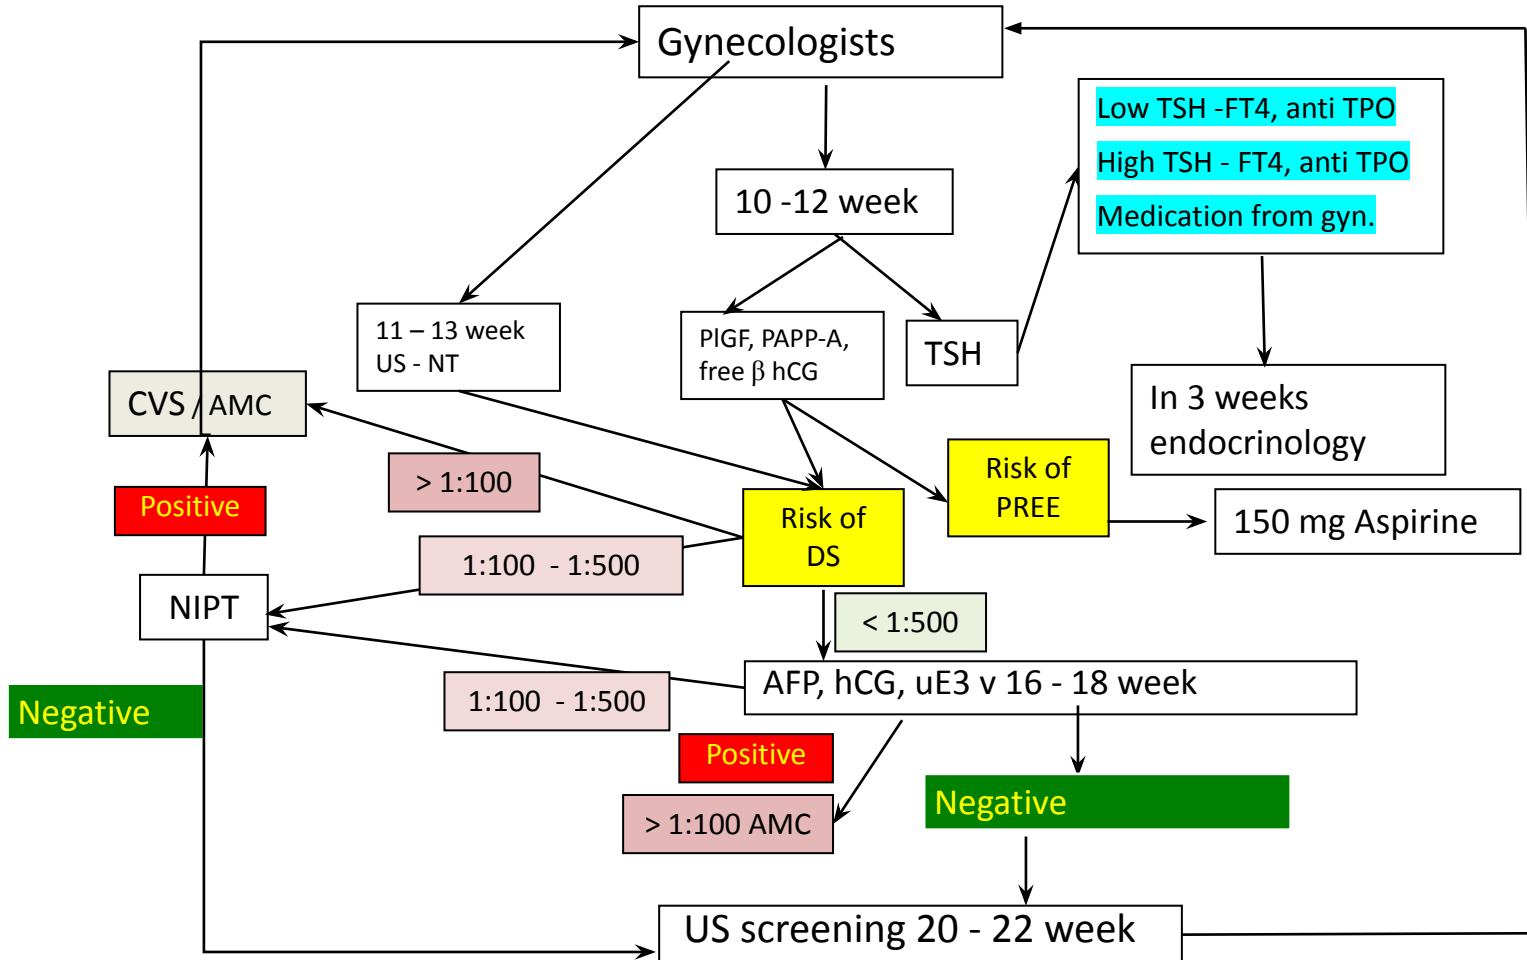 Gynecologists
Low TSH -FT4, anti TPO
High TSH - FT4, anti TPO
Medication from gyn.
10 -12 week
11 – 13 week
US - NT
PlGF, PAPP-A,
free β hCG
TSH
CVS / AMC
In 3 weeks
endocrinology
> 1:100
Risk of
PREE
Positive
Risk of
DS
150 mg Aspirine
1:100 - 1:500
NIPT
< 1:500
AFP, hCG, uE3 v 16 - 18 week
1:100 - 1:500
Negative
Positive
Negative
> 1:100 AMC
US screening 20 - 22 week